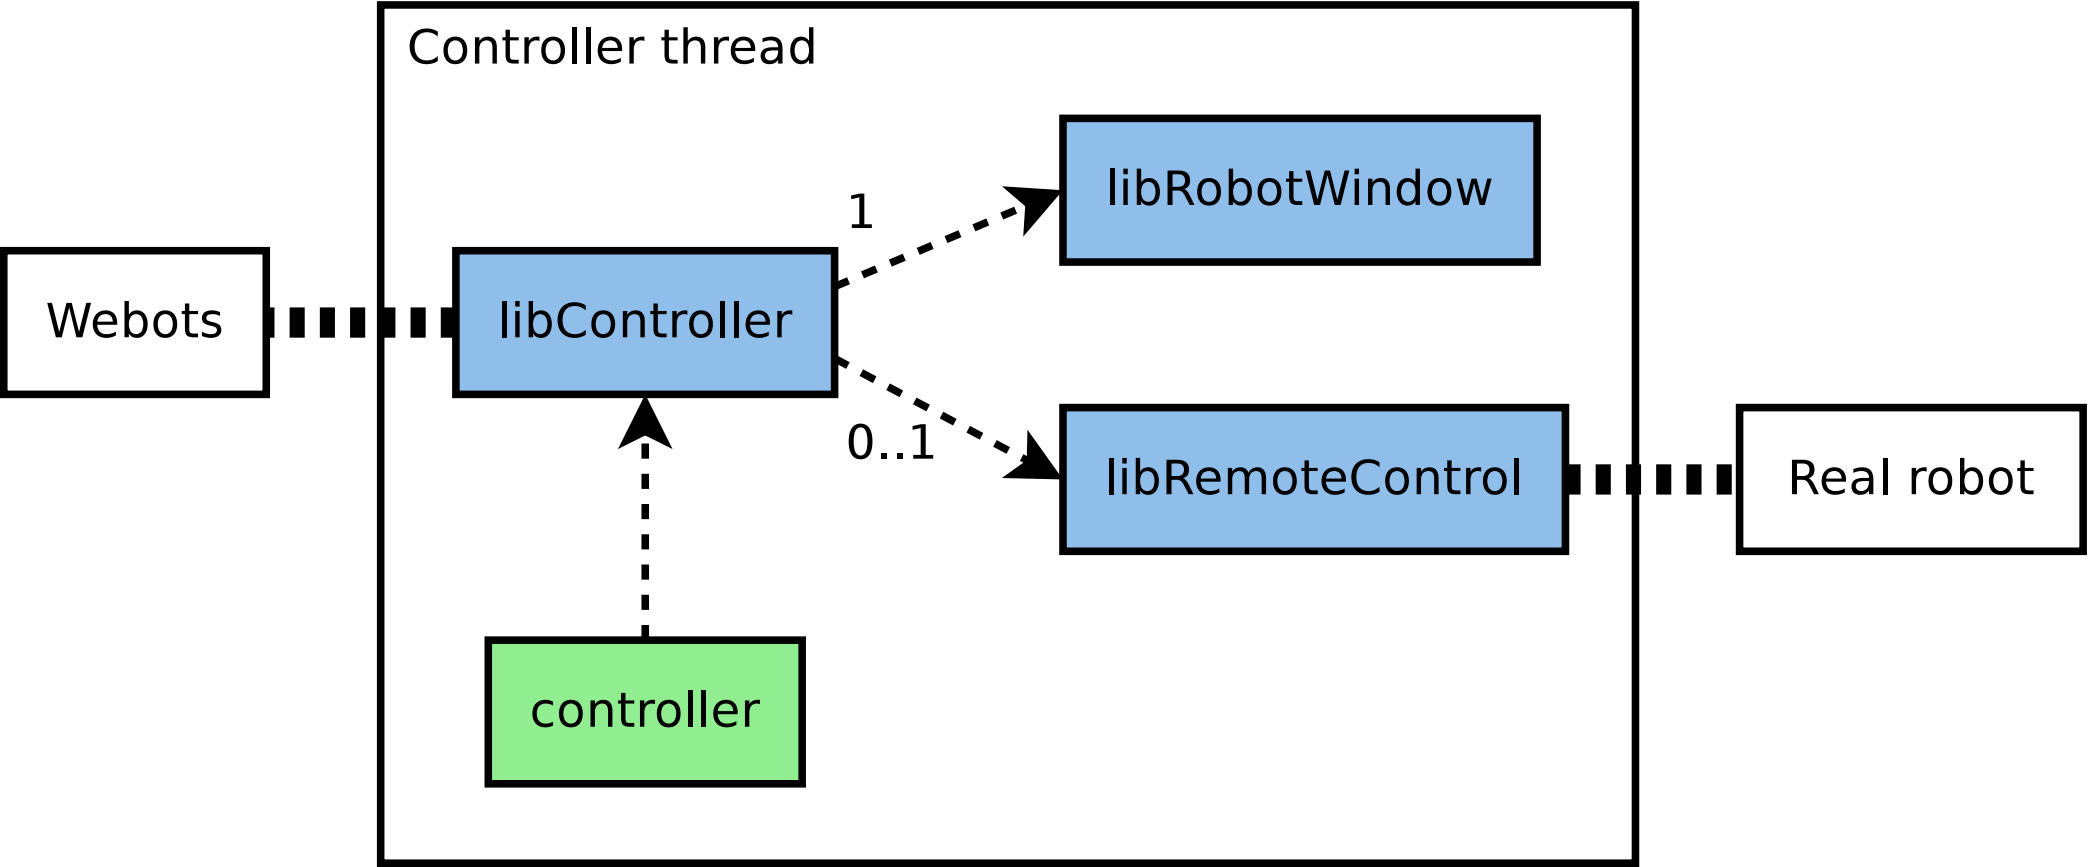 Controller thread
libRobotWindow
1
Webots
libController
0..1
libRemoteControl
Real robot
controller